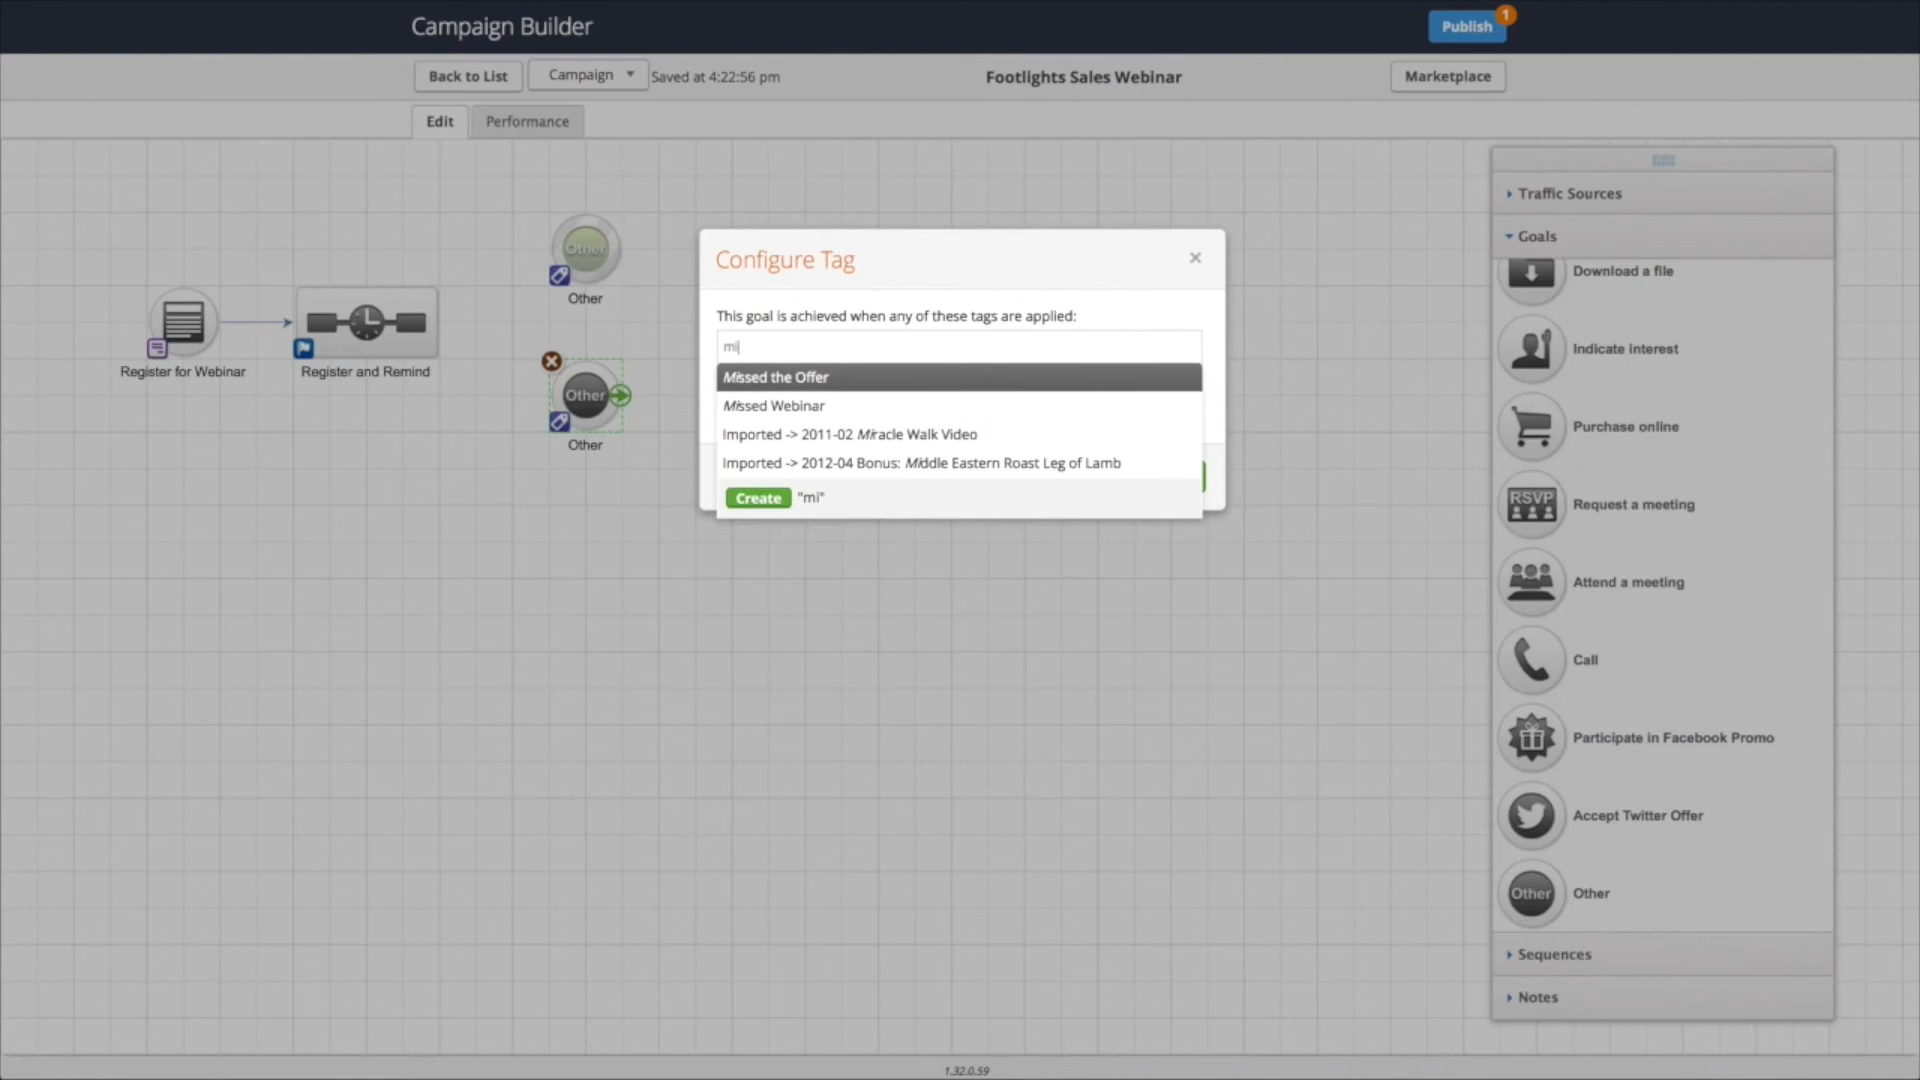 Campaign Builder
Publish
1
Back to List
Campaign
Saved at 4:22:56 pm
Footlights Sales Webinar
Marketplace
Edit
Performance
Other
Other
Register for Webinar
Register and Remind
Other
Other
Configure Tag
This goal is achieved when any of these tags are applied:
mi
Missed the Offer
Missed Webinar
Imported -> 2011-02 Miracle Walk Video
Imported -> 2012-04 Bonus: Middle Eastern Roast Leg of Lamb
Create "mi"
Traffic Sources
Goals
Download a file
Indicate interest
Purchase online
RSVP
Request a meeting
Attend a meeting
Call
Participate in Facebook Promo
Accept Twitter Offer
Other
Other
Sequences
Notes
1.32.0.59